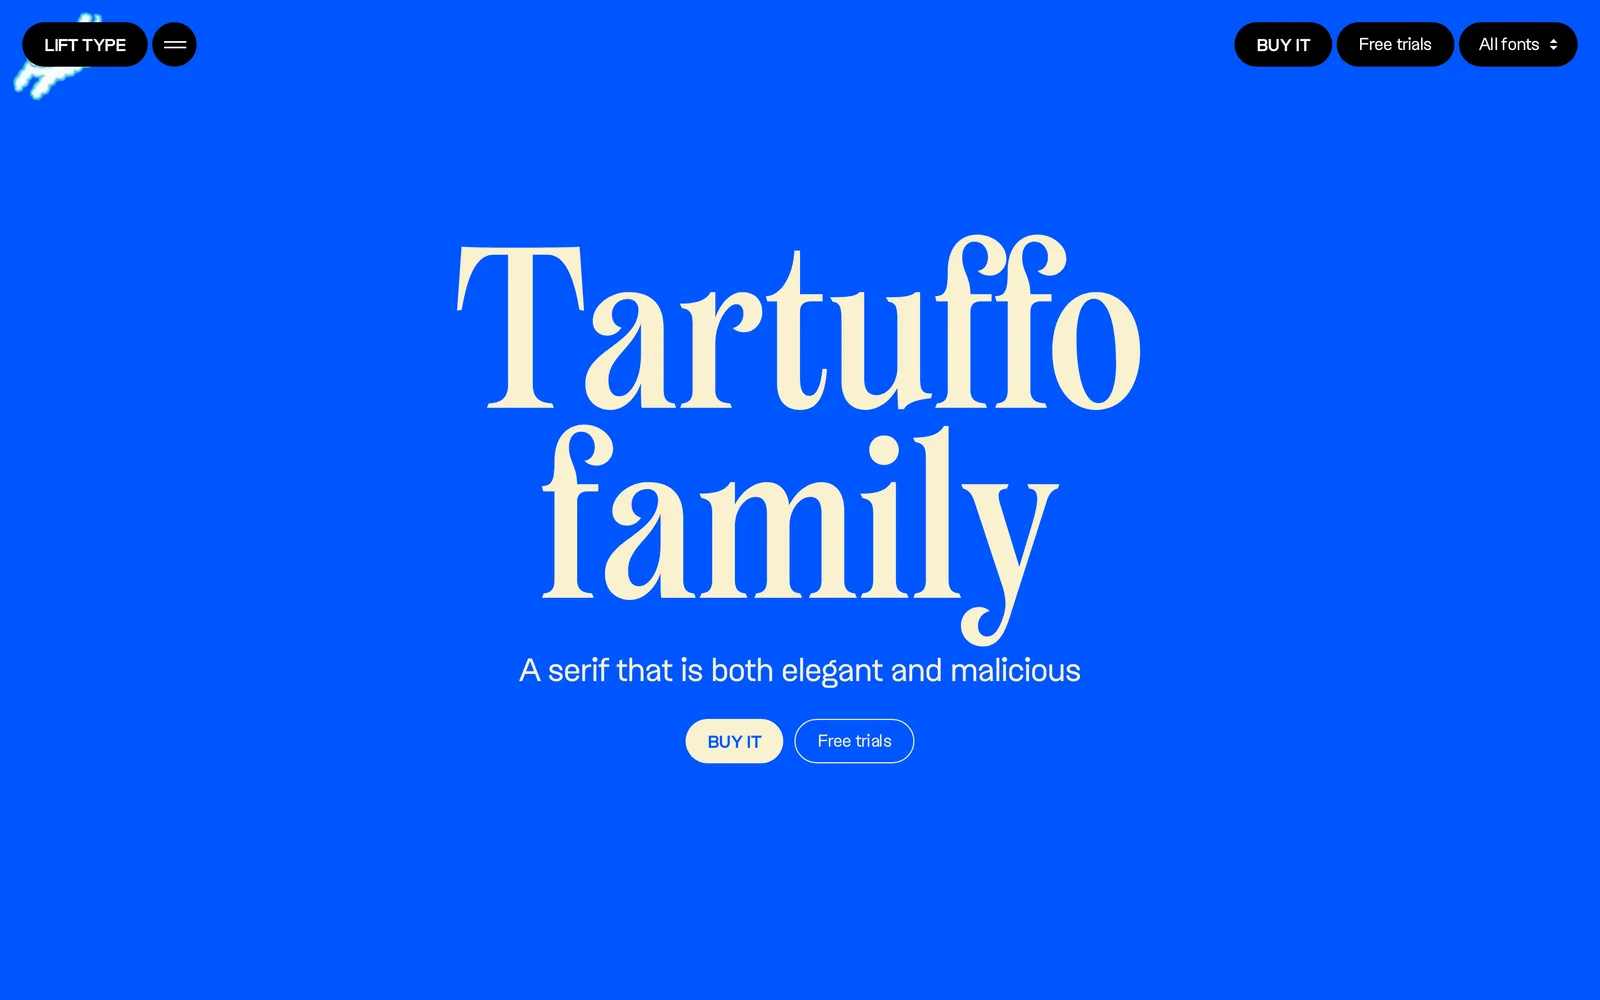 LIFT TYPE
BUY IT
Free trials
All fonts
Tartuffo
family
A serif that is both elegant and malicious
BUY IT
Free trials